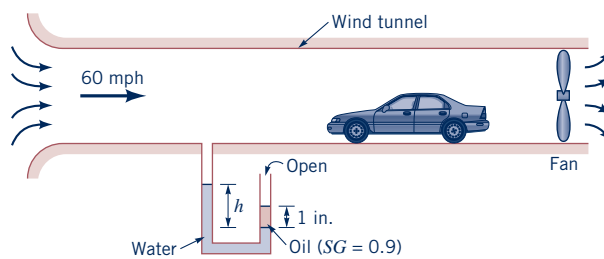 Wind tunnel
60 mph
Fan
Open
h
1 in.
Water
Oil (SG = 0.9)